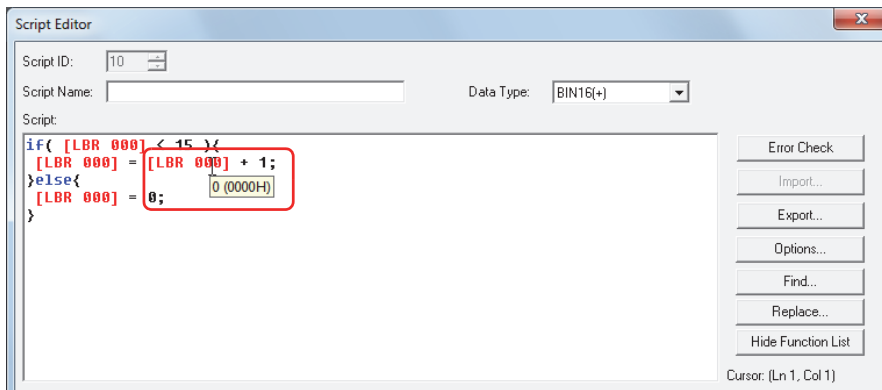 Script Editor
Script ID: 10
Script Name: Data Type: BIN16(+)
Script:
if( [LBR 000] < 15 ){
[LBR 000] = [LBR 000] + 1;
}else{
[LBR 000] = 0;
}
0 (0000H)
Error Check
Import...
Export...
Options...
Find...
Replace...
Hide Function List
Cursor: (Ln 1, Col 1)